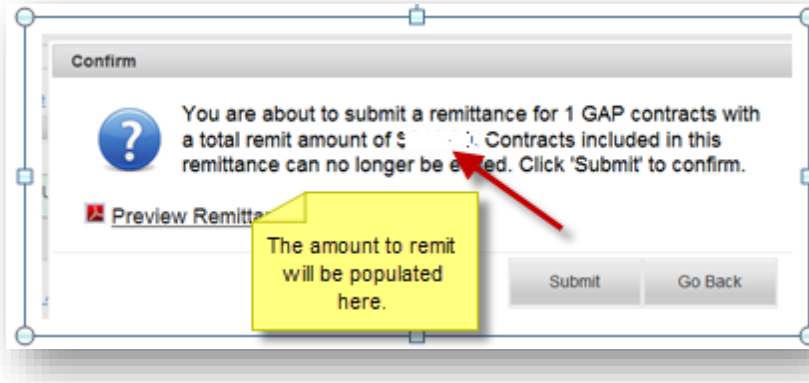 Confirm
You are about to submit a remittance for 1 GAP contracts with
a total remit amount of $ Contracts included in this
remittance can no longer be ed. Click 'Submit' to confirm.
Preview Remitta
The amount to remit
will be populated
here.
Submit Go Back